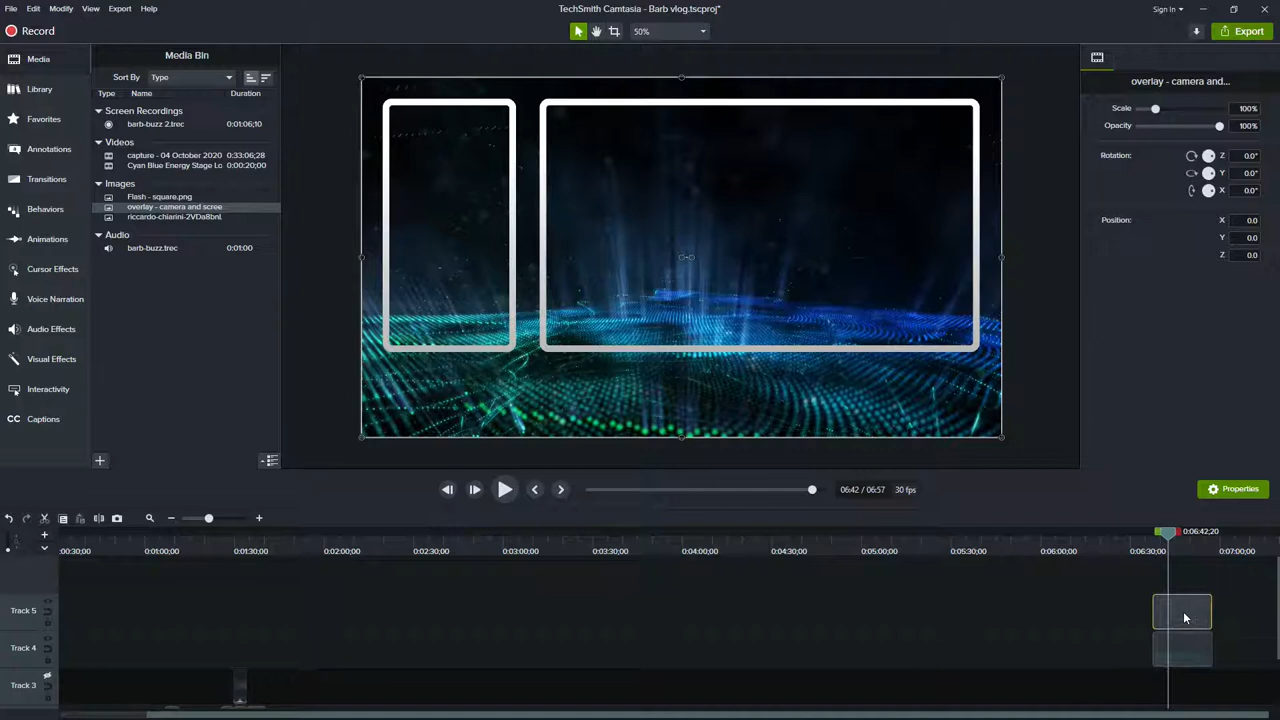 TechSmith Camtasia - Barb vlog.tscproj*
File Edit Modify View Export Help
Sign In
Record
50%
Export
Media
Library
Favorites
Annotations
Transitions
Behaviors
Animations
Cursor Effects
Voice Narration
Audio Effects
Visual Effects
Interactivity
CC Captions
Media Bin
Sort By Type
Type Name Duration
Screen Recordings
barb-buzz 2.trec 0:01:06;10
Videos
capture - 04 October 2020 0:33:06;28
Cyan Blue Energy Stage Lo 0:00:20;00
Images
Flash - square.png
overlay - camera and scree
riccardo-chiarini-2VDa8bnL
Audio
barb-buzz.trec 0:01:00
overlay - camera and...
Scale 100%
Opacity 100%
Rotation: Z 0.0°
Y 0.0°
X 0.0°
Position: X 0.0
Y 0.0
Z 0.0
06:42 / 06:57 30 fps
Properties
0:06:42;20
:00:30;00 0:01:00;00 0:01:30;00 0:02:00;00 0:02:30;00 0:03:00;00 0:03:30;00 0:04:00;00 0:04:30;00 0:05:00;00 0:05:30;00 0:06:00;00 0:06:30;00 0:07:00;00
Track 5
Track 4
Track 3